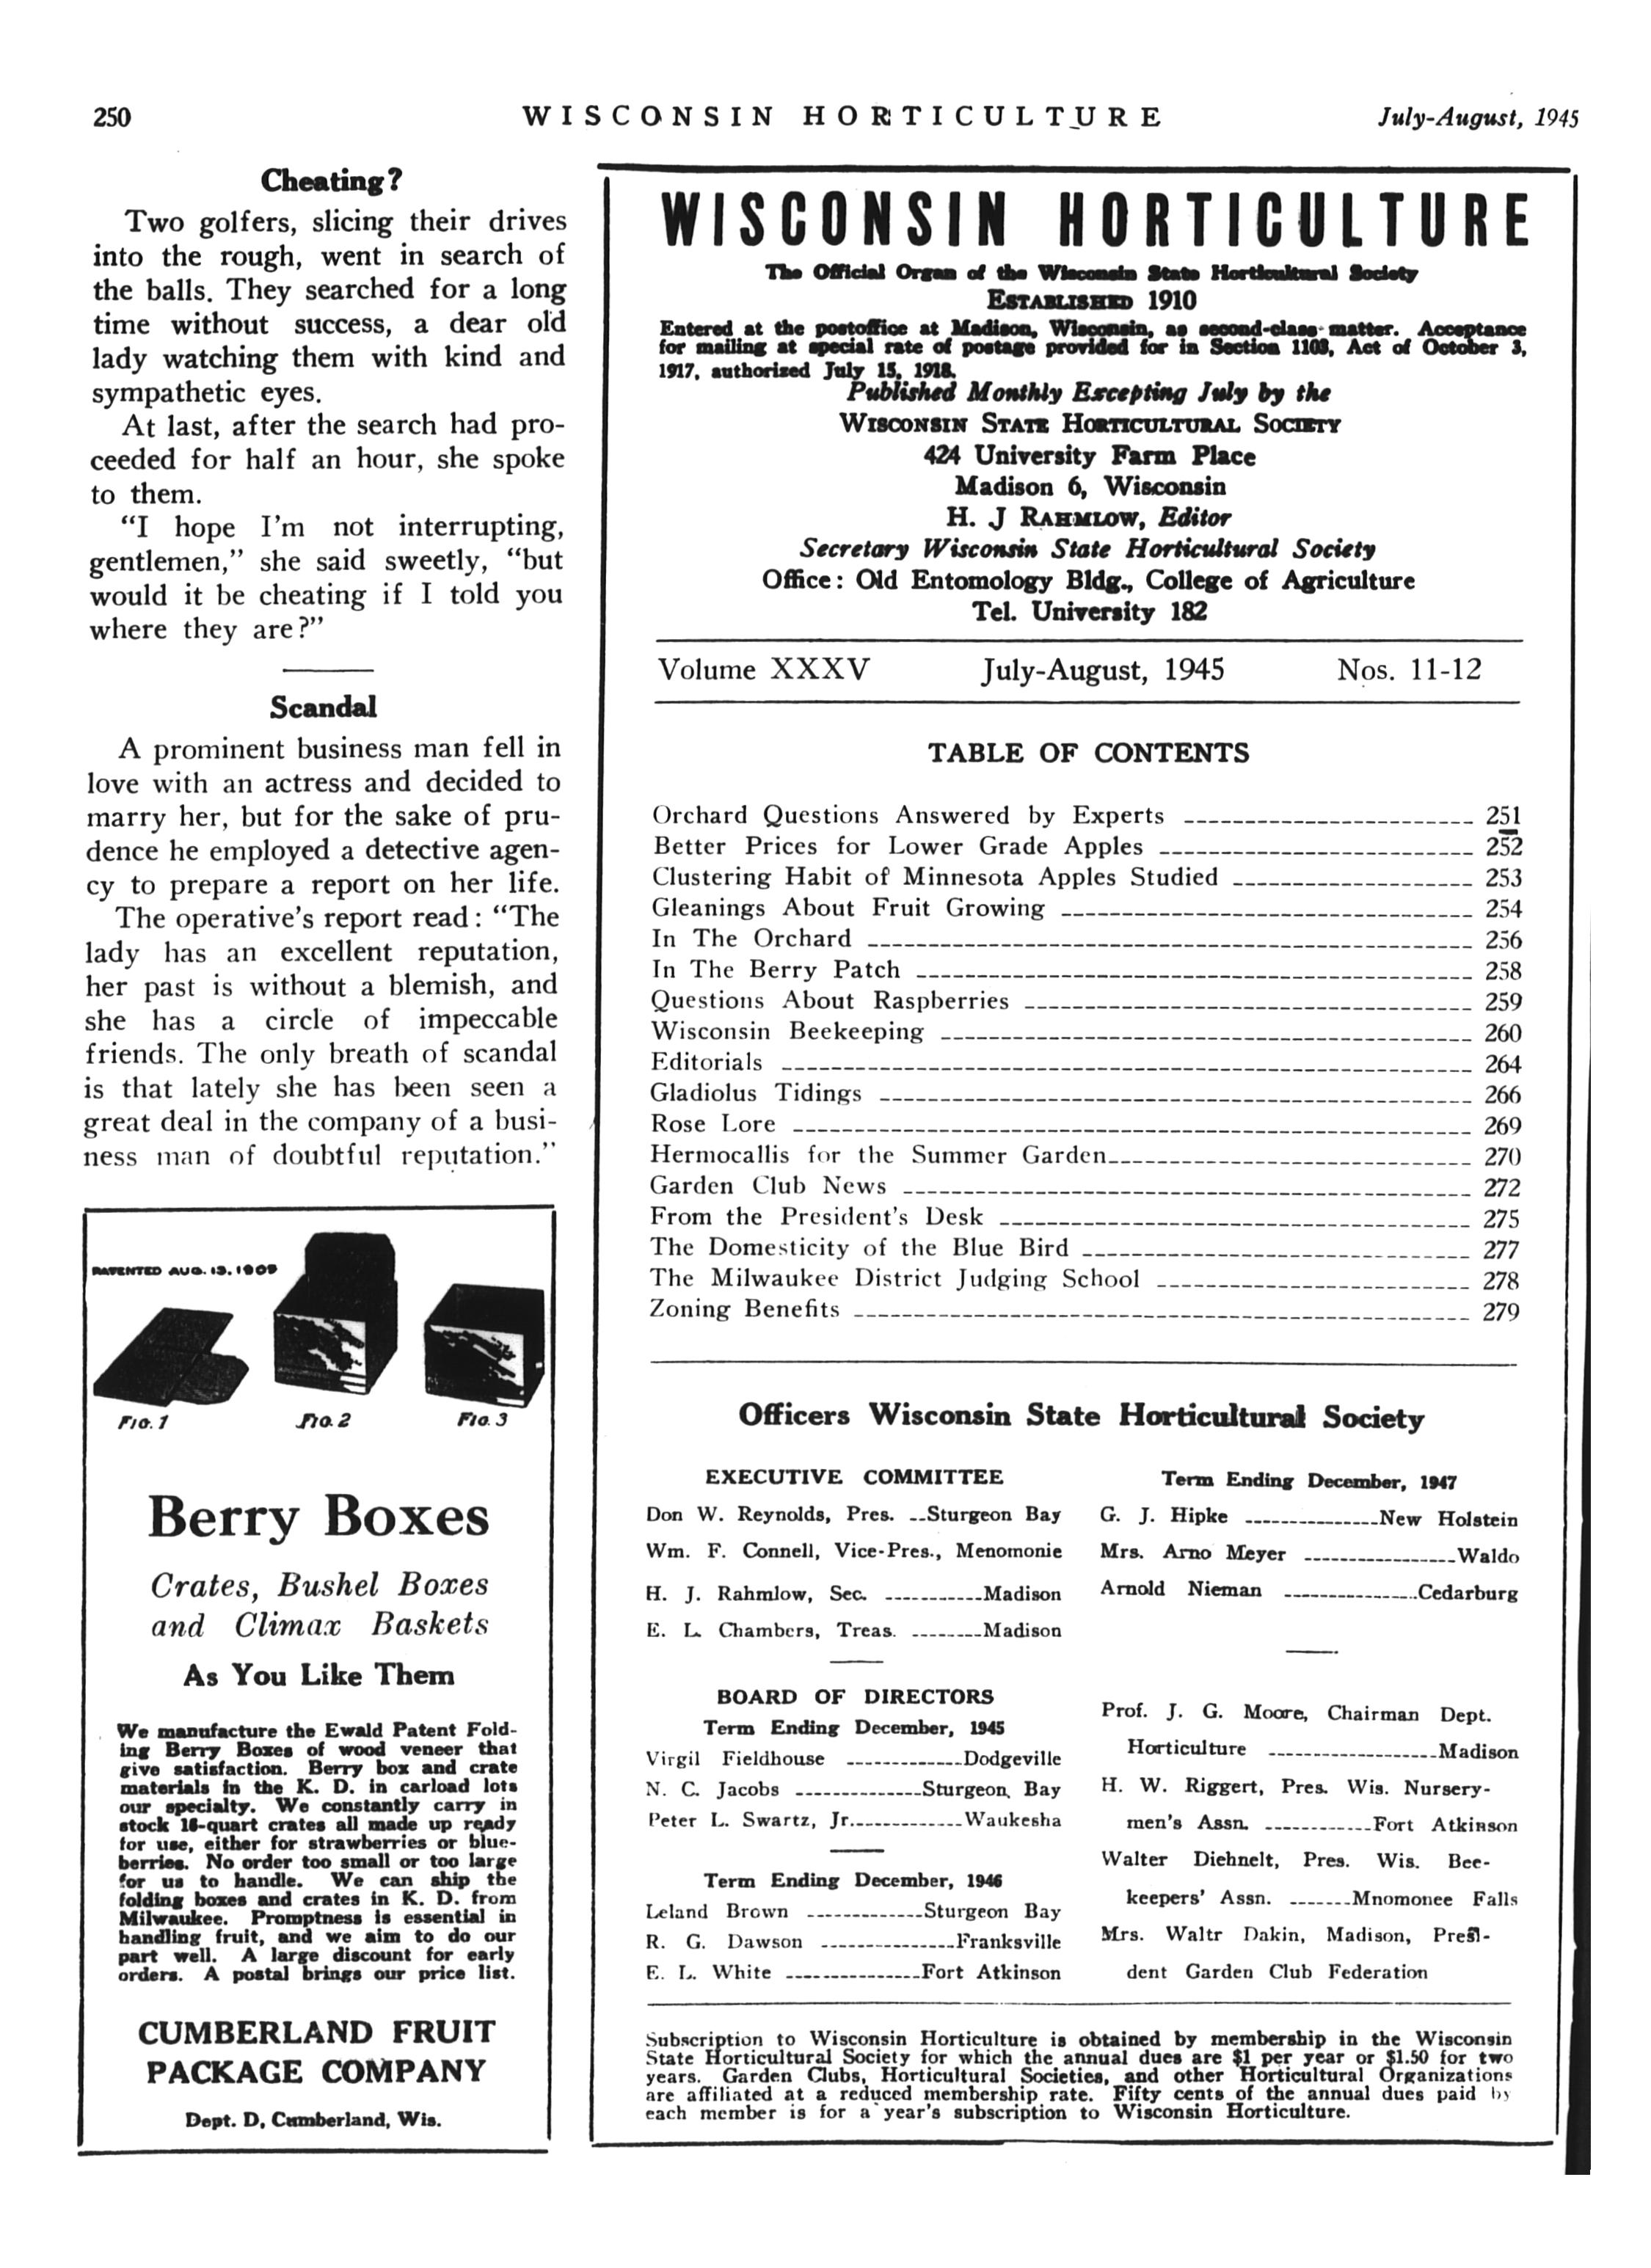 250
WISCONSIN HORTICULTURE
July-August, 1945
Cheating?
Two golfers, slicing their drives
into the rough, went in search of
the balls. They searched for a long
time without success, a dear old
lady watching them with kind and
sympathetic eyes.
At last, after the search had pro-
ceeded for half an hour, she spoke
to them.
"I hope I'm not interrupting,
gentlemen," she said sweetly, "but
would it be cheating if I told you
where they are?"
Scandal
A prominent business man fell in
love with an actress and decided to
marry her, but for the sake of pru-
dence he employed a detective agen-
cy to prepare a report on her life.
The operative's report read: "The
lady has an excellent reputation,
her past is without a blemish, and
she has a circle of impeccable
friends. The only breath of scandal
is that lately she has been seen a
great deal in the company of a busi-
ness man of doubtful reputation."
PATENTED AUG. 13. 1909
FIG. 1
FIG. 2
FIG. 3
Berry Boxes
Crates, Bushel Boxes
and Climax Baskets
As You Like Them
We manufacture the Ewald Patent Fold-
ing Berry Boxes of wood veneer that
give satisfaction. Berry box and crate
materials in the K. D. in carload lots
our specialty. We constantly carry in
stock 16-quart crates all made up ready
for use, either for strawberries or blue-
berries. No order too small or too large
for us to handle. We can ship the
folding boxes and crates in K. D. from
Milwaukee. Promptness is essential in
handling fruit, and we aim to do our
part well. A large discount for early
orders. A postal brings our price list.
CUMBERLAND FRUIT
PACKAGE COMPANY
Dept. D, Cumberland, Wis.
WISCONSIN HORTICULTURE
The Official Organ of the Wisconsin State Horticultural Society
ESTABLISHED 1910
Entered at the postoffice at Madison, Wisconsin, as second-class matter. Acceptance
for mailing at special rate of postage provided for in Section 1103, Act of October 3,
1917, authorized July 15, 1918.
Published Monthly Excepting July by the
WISCONSIN STATE HORTICULTURAL SOCIETY
424 University Farm Place
Madison 6, Wisconsin
H. J RAHMLOW, Editor
Secretary Wisconsin State Horticultural Society
Office: Old Entomology Bldg., College of Agriculture
Tel. University 182
Volume XXXV July-August, 1945 Nos. 11-12
TABLE OF CONTENTS
Orchard Questions Answered by Experts 251
Better Prices for Lower Grade Apples 252
Clustering Habit of Minnesota Apples Studied 253
Gleanings About Fruit Growing 254
In The Orchard 256
In The Berry Patch 258
Questions About Raspberries 259
Wisconsin Beekeeping 260
Editorials 264
Gladiolus Tidings 266
Rose Lore 269
Hermocallis for the Summer Garden 270
Garden Club News 272
From the President's Desk 275
The Domesticity of the Blue Bird 277
The Milwaukee District Judging School 278
Zoning Benefits 279
Officers Wisconsin State Horticultural Society
EXECUTIVE COMMITTEE
Don W. Reynolds, Pres. --Sturgeon Bay
Wm. F. Connell, Vice-Pres., Menomonie
H. J. Rahmlow, Sec. -----------Madison
E. L. Chambers, Treas. --------Madison
BOARD OF DIRECTORS
Term Ending December, 1945
Virgil Fieldhouse -------------Dodgeville
N. C. Jacobs --------------Sturgeon Bay
Peter L. Swartz, Jr.------------Waukesha
Term Ending December, 1946
Leland Brown -------------Sturgeon Bay
R. G. Dawson ---------------Franksville
E. L. White ---------------Fort Atkinson
Term Ending December, 1947
G. J. Hipke ---------------New Holstein
Mrs. Arno Meyer -----------------Waldo
Arnold Nieman ---------------Cedarburg
Prof. J. G. Moore, Chairman Dept.
Horticulture -------------------Madison
H. W. Riggert, Pres. Wis. Nursery-
men's Assn. ------------Fort Atkinson
Walter Diehnelt, Pres. Wis. Bee-
keepers' Assn. -------Mnomonee Falls
Mrs. Waltr Dakin, Madison, Presi-
dent Garden Club Federation
Subscription to Wisconsin Horticulture is obtained by membership in the Wisconsin
State Horticultural Society for which the annual dues are $1 per year or $1.50 for two
years. Garden Clubs, Horticultural Societies, and other Horticultural Organizations
are affiliated at a reduced membership rate. Fifty cents of the annual dues paid by
each member is for a year's subscription to Wisconsin Horticulture.